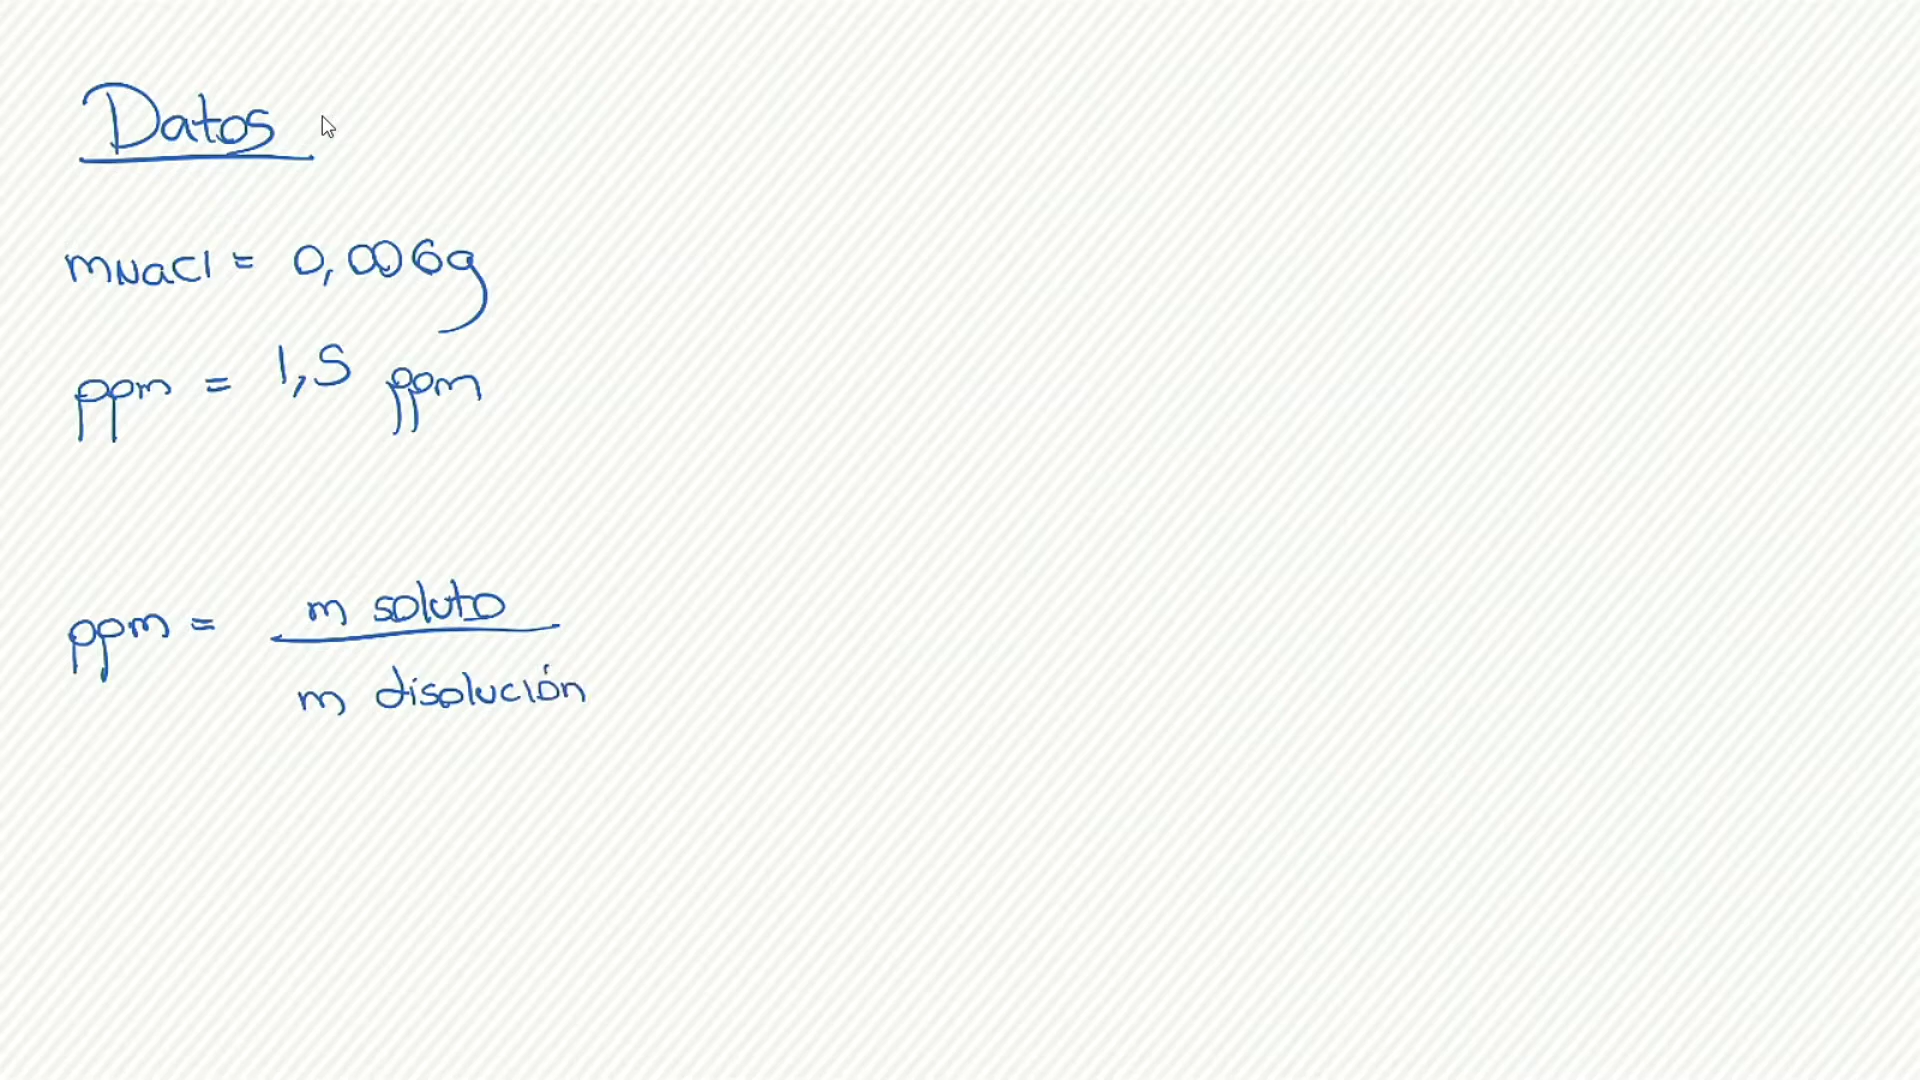 Datos
mNaCl = 0,006g
ppm = 1,5 ppm
ppm = m soluto
m disolución